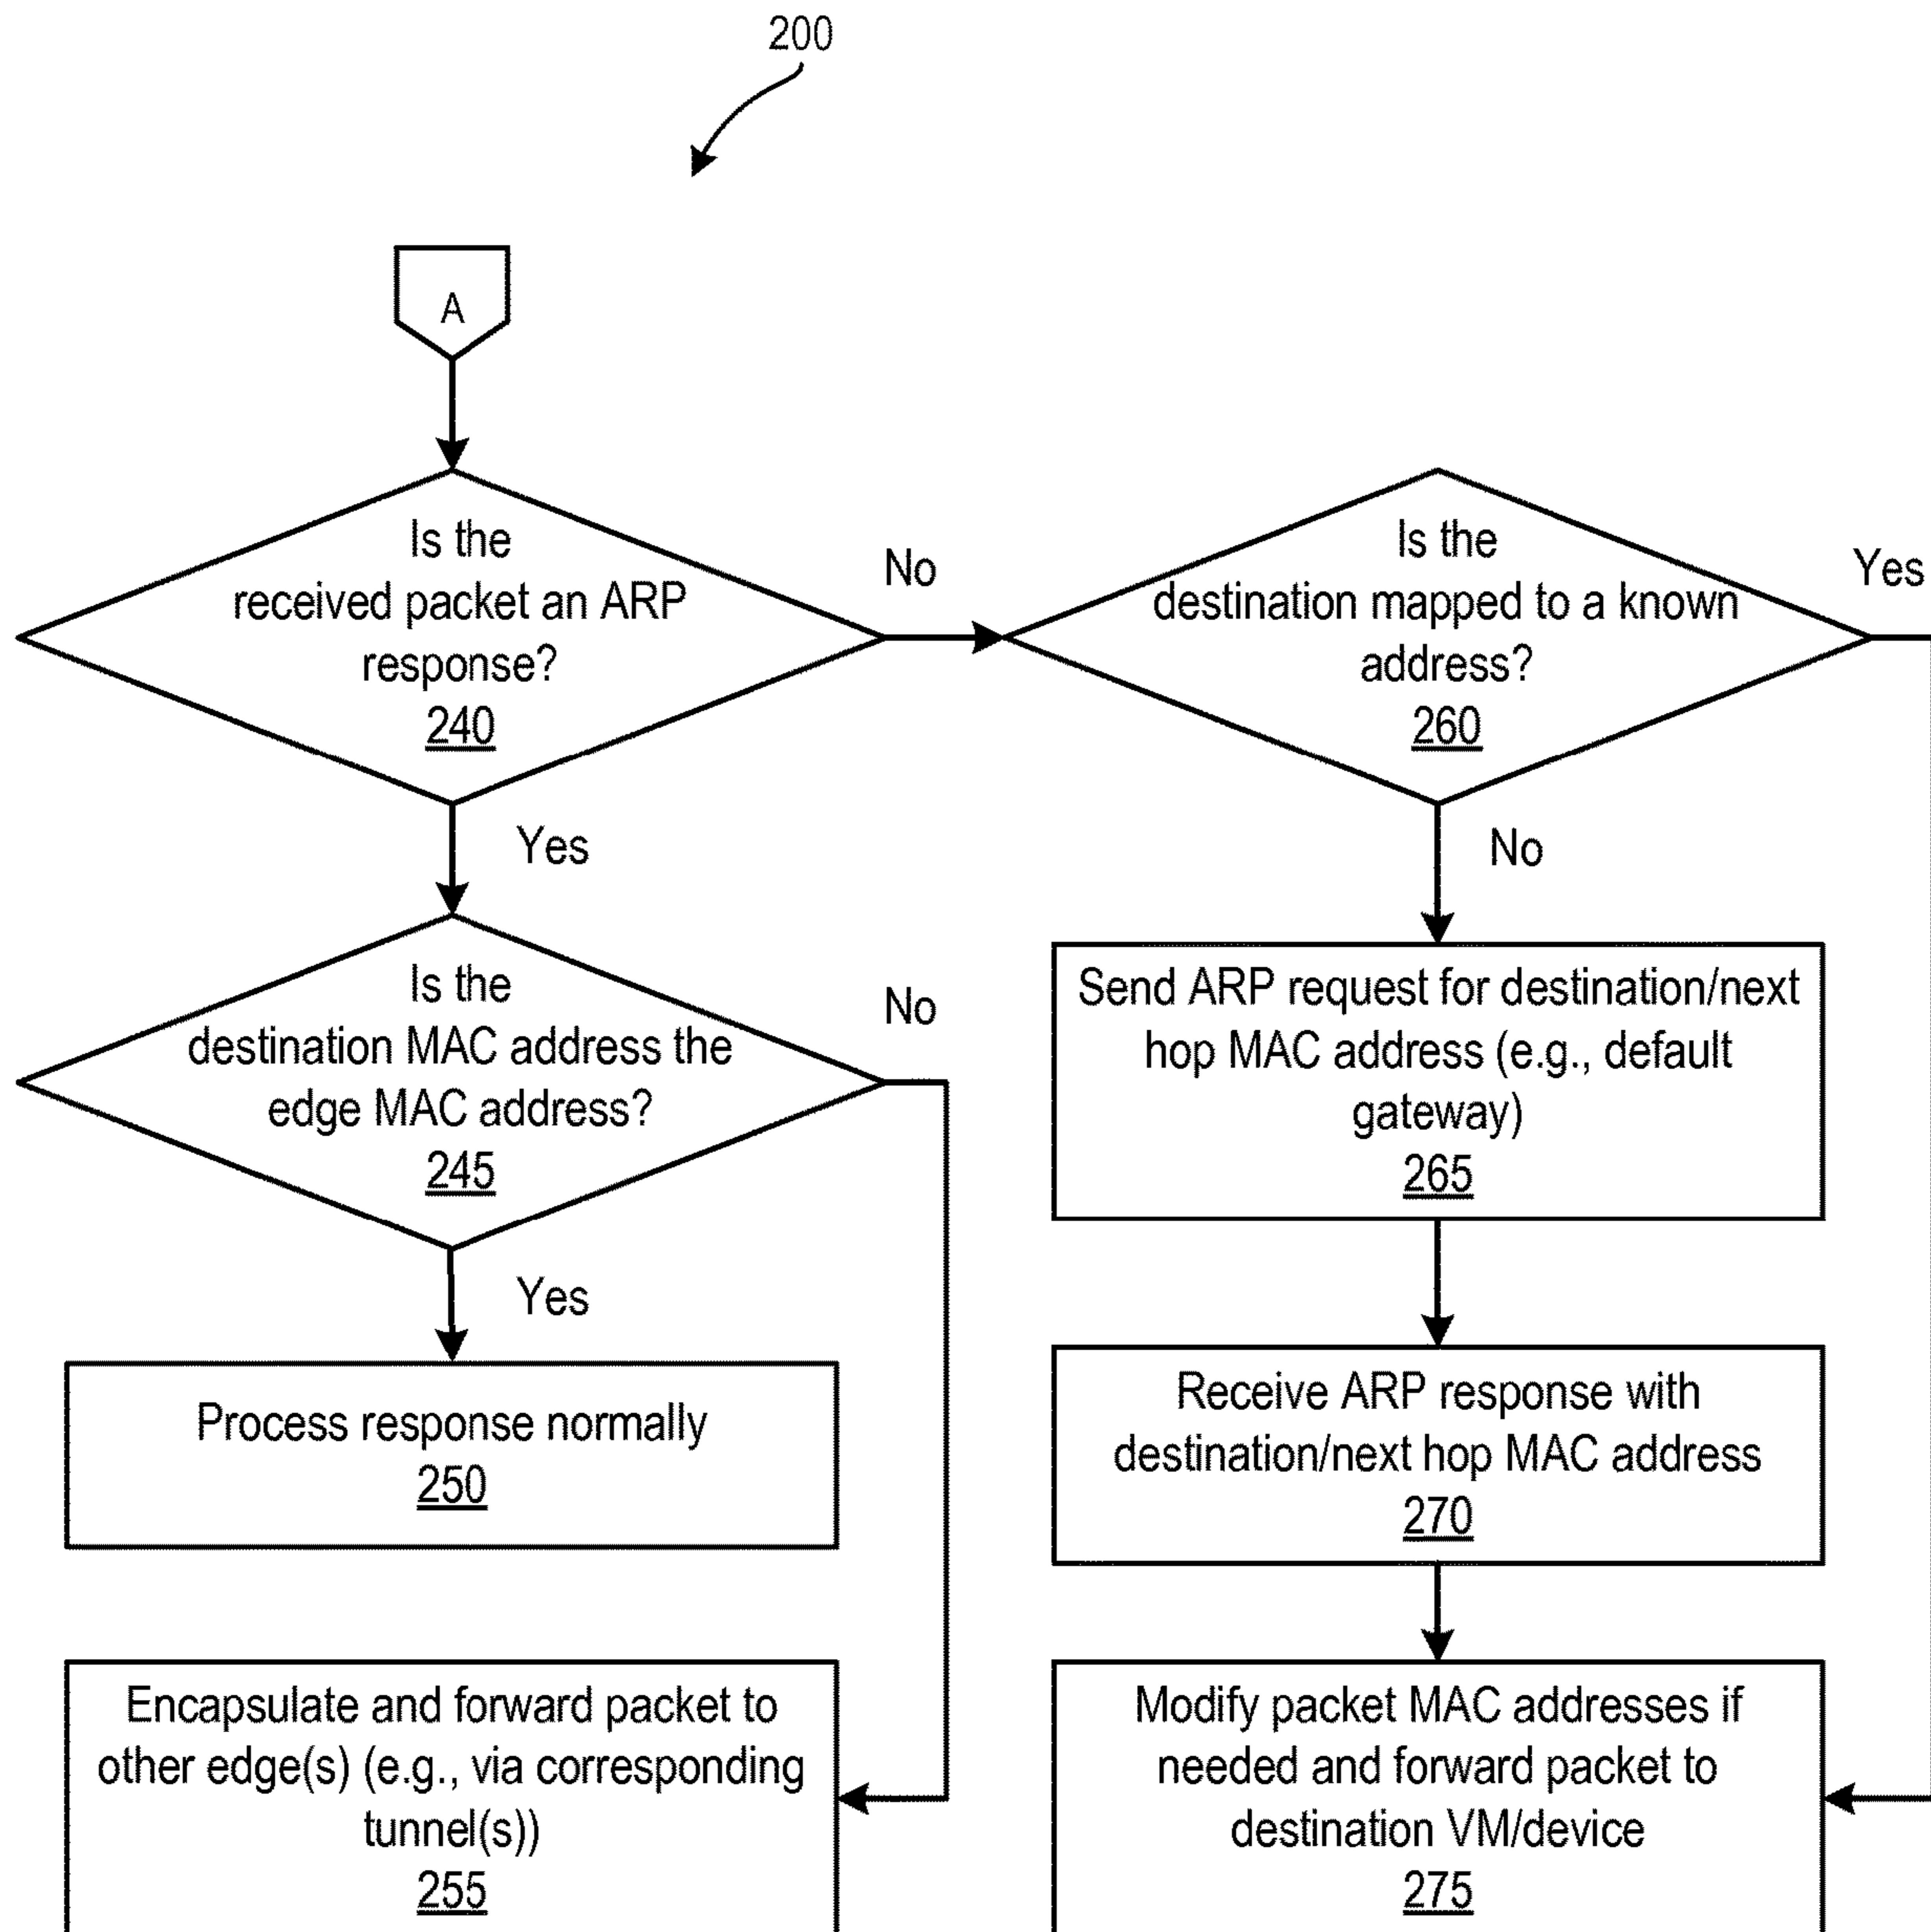 200
A
Is the
received packet an ARP
response?
240
No
Is the
destination mapped to a known
address?
260
Yes
Yes
No
Is the
destination MAC address the
edge MAC address?
245
No
Send ARP request for destination/next
hop MAC address (e.g., default
gateway)
265
Yes
Process response normally
250
Receive ARP response with
destination/next hop MAC address
270
Encapsulate and forward packet to
other edge(s) (e.g., via corresponding
tunnel(s))
255
Modify packet MAC addresses if
needed and forward packet to
destination VM/device
275